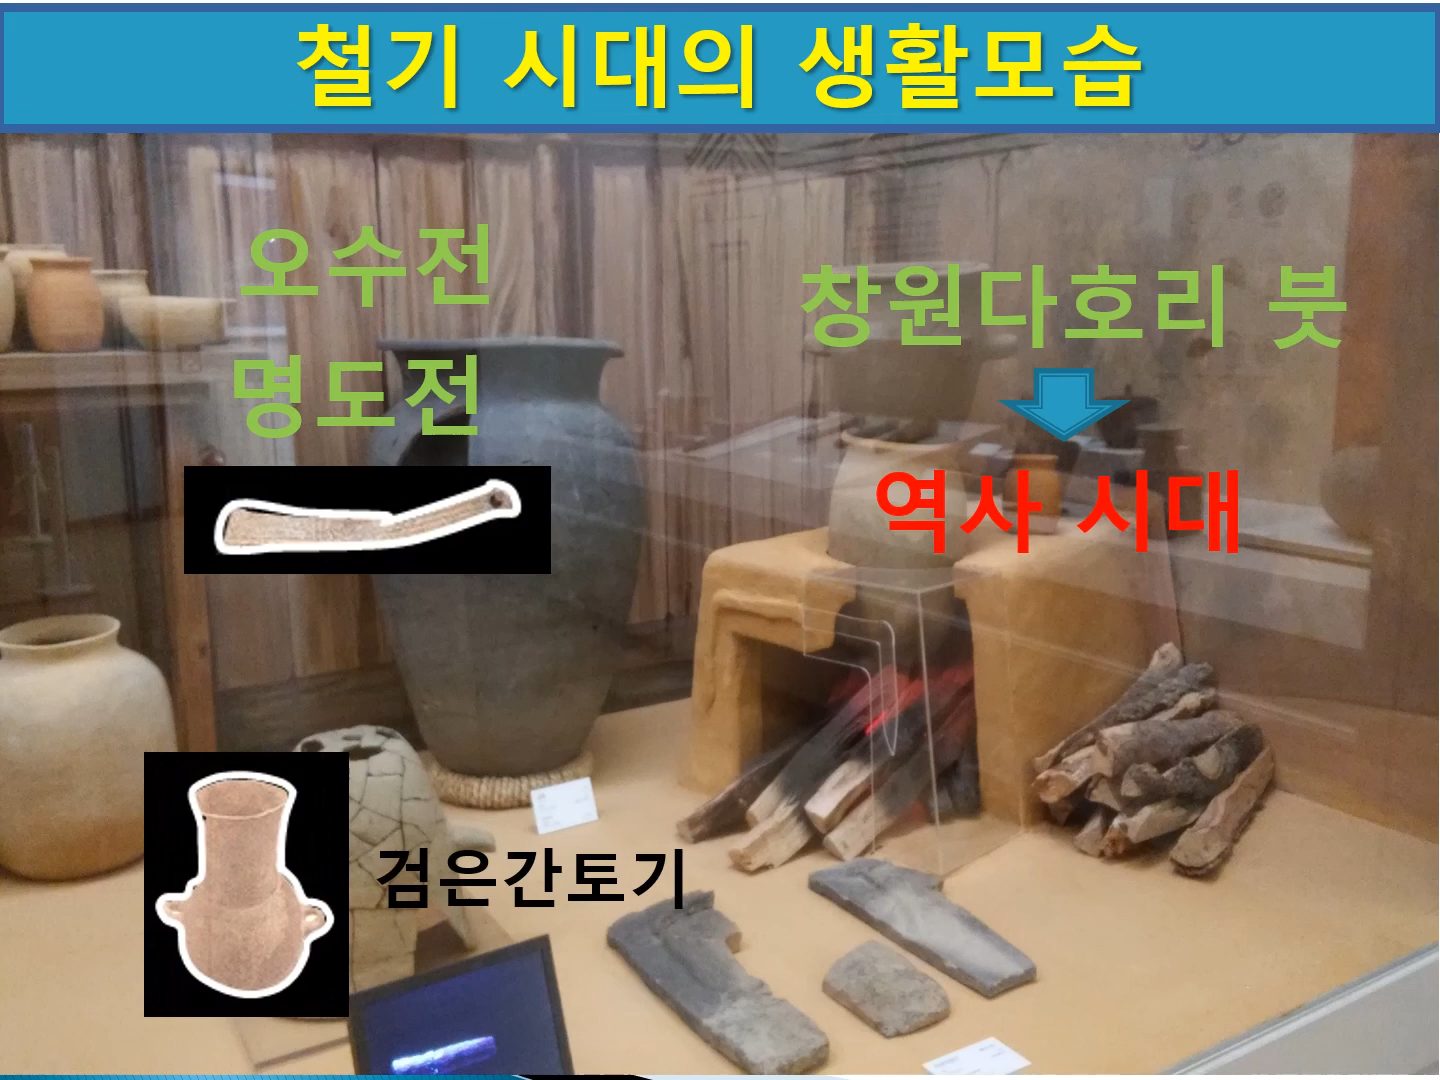 철기 시대의 생활모습
오수전
명도전
창원다호리 붓
역사 시대
검은간토기